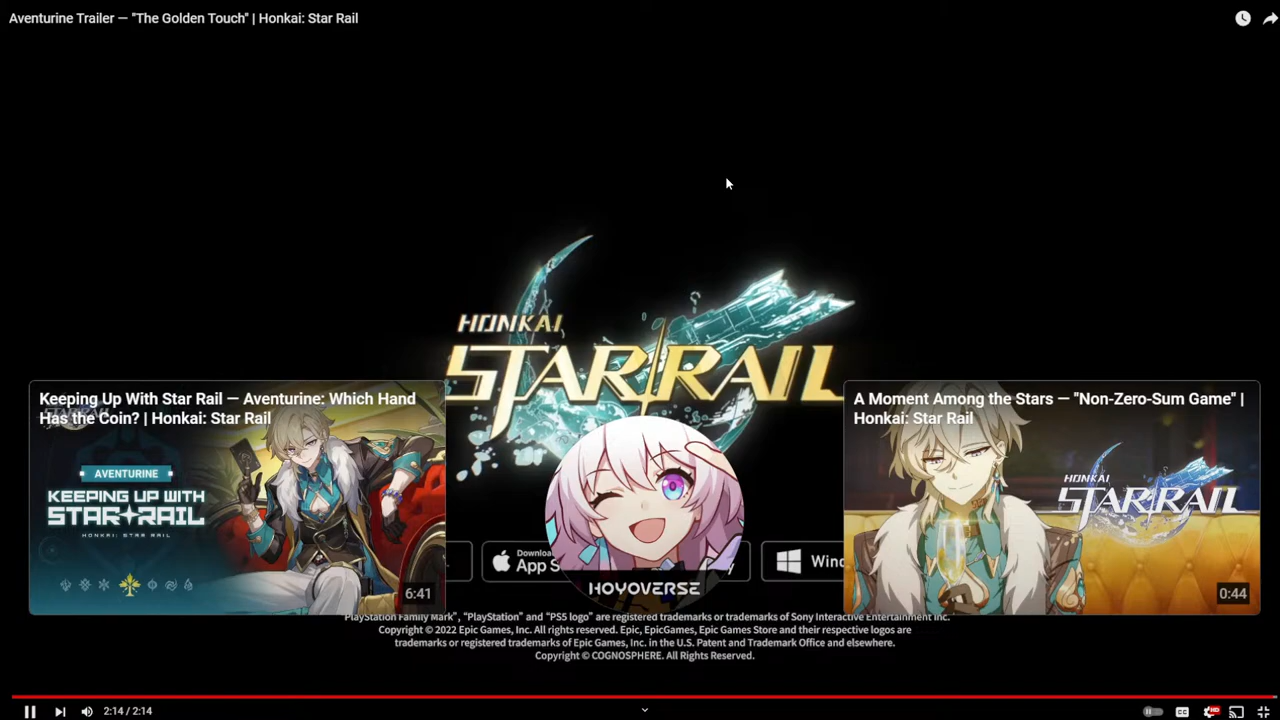 Aventurine Trailer — "The Golden Touch" | Honkai: Star Rail
HONKAI
STAR RAIL
Keeping Up With Star Rail — Aventurine: Which Hand
Has the Coin? | Honkai: Star Rail
AVENTURINE
KEEPING UP WITH
STAR RAIL
HONKAI: STAR RAIL
6:41
A Moment Among the Stars — "Non-Zero-Sum Game" |
Honkai: Star Rail
HONKAI
STAR RAIL
0:44
Download
App S
Wind
HOYOVERSE
PlayStation Family Mark", "PlayStation" and "PS5 logo" are registered trademarks or trademarks of Sony Interactive Entertainment Inc.
Copyright © 2022 Epic Games, Inc. All rights reserved. Epic, EpicGames, Epic Games Store and their respective logos are
trademarks or registered trademarks of Epic Games, Inc. in the U.S. Patent and Trademark Office and elsewhere.
Copyright © COGNOSPHERE. All Rights Reserved.
2:14 / 2:14
CC
HD